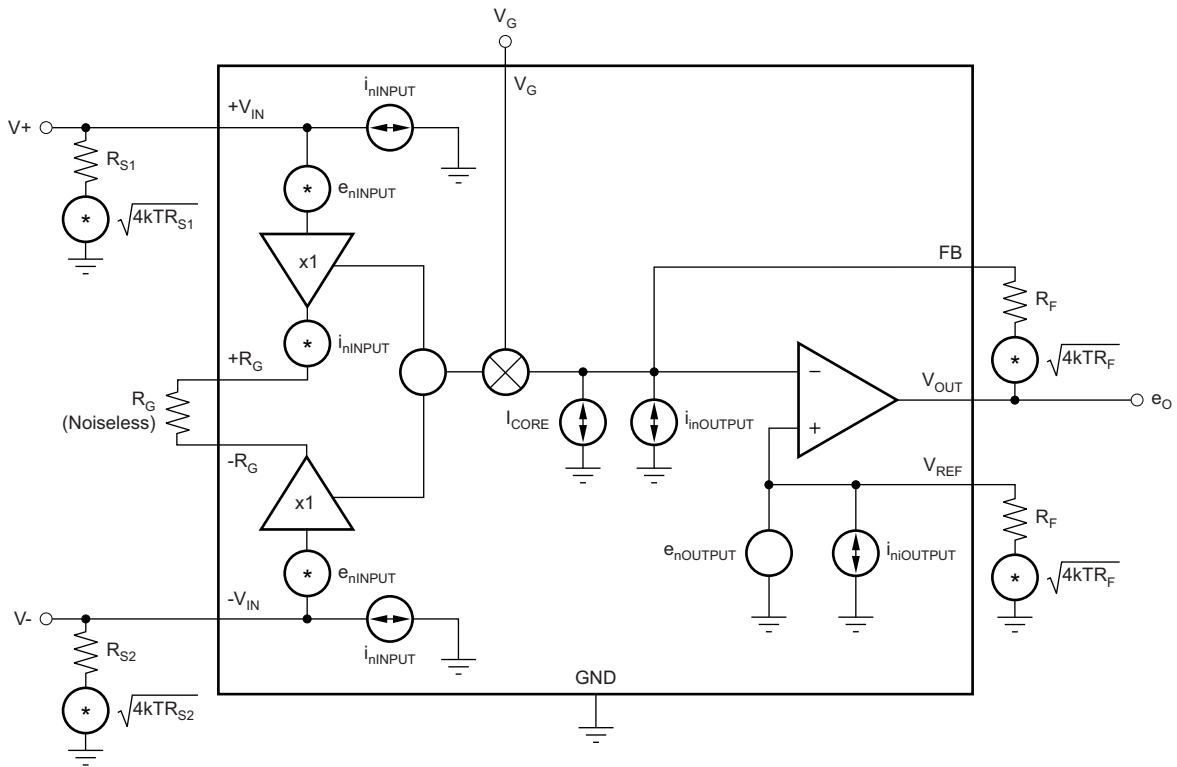 V_G
V_G
i_nINPUT
+V_IN
V+
R_S1
*
e_nINPUT
* √4kTR_S1
x1
FB
R_F
*
i_nINPUT
+R_G
* √4kTR_F
V_OUT
e_O
R_G
(Noiseless)
I_CORE
i_inOUTPUT
−
+
-R_G
V_REF
x1
R_F
e_nOUTPUT
i_niOUTPUT
*
e_nINPUT
* √4kTR_F
-V_IN
V-
R_S2
i_nINPUT
GND
* √4kTR_S2